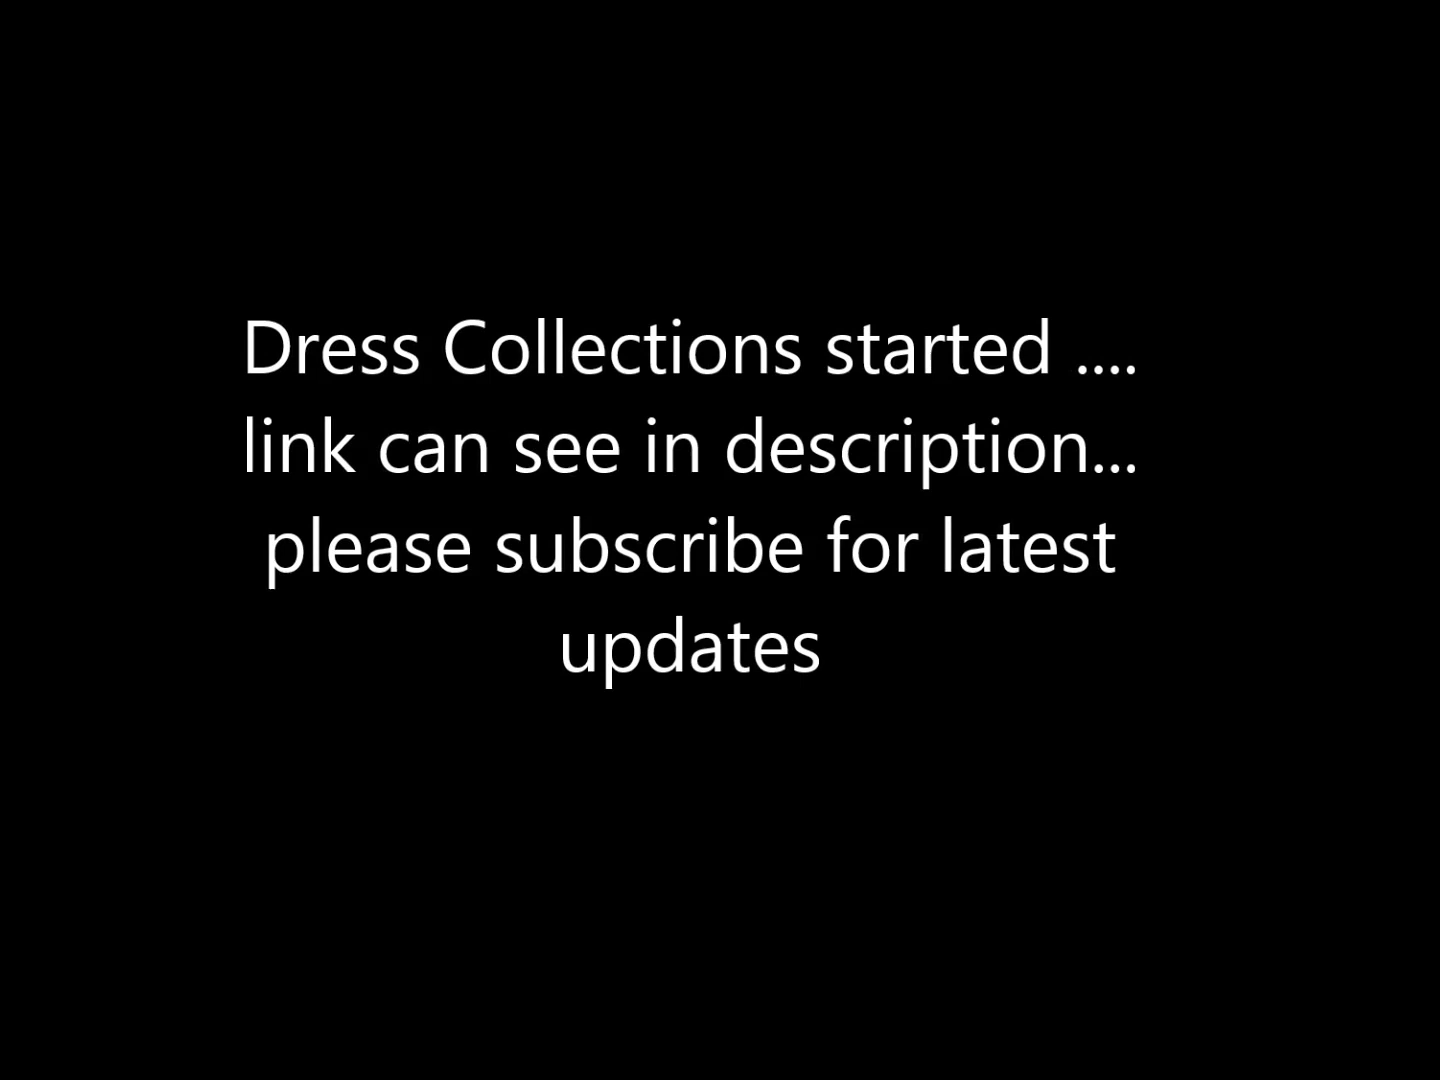 Dress Collections started ....
link can see in description...
please subscribe for latest
updates